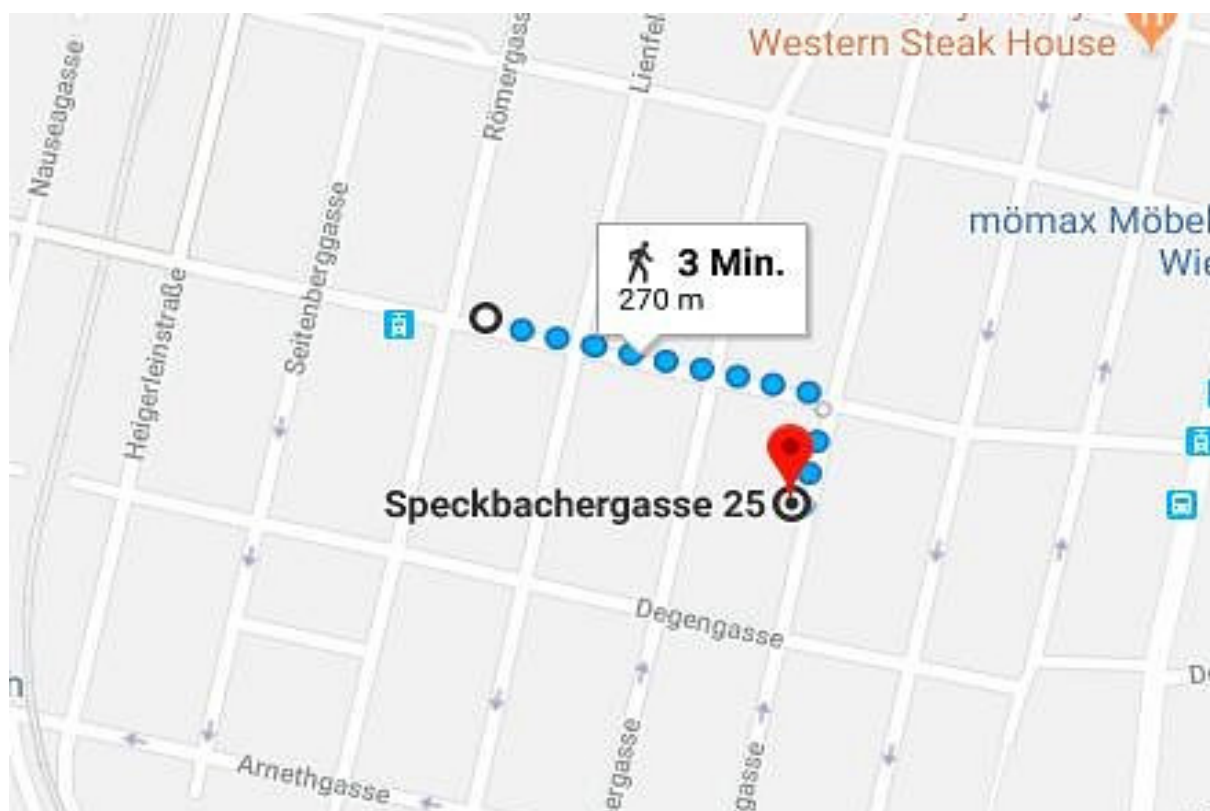 Western Steak House
Nauseagasse
Römergass
Lienfel
mömax Möbel
Wie
3 Min.
270 m
Heigerleinstraße
Seitenberggasse
Speckbachergasse 25
Degengasse
Arnethgasse
ergasse
gasse